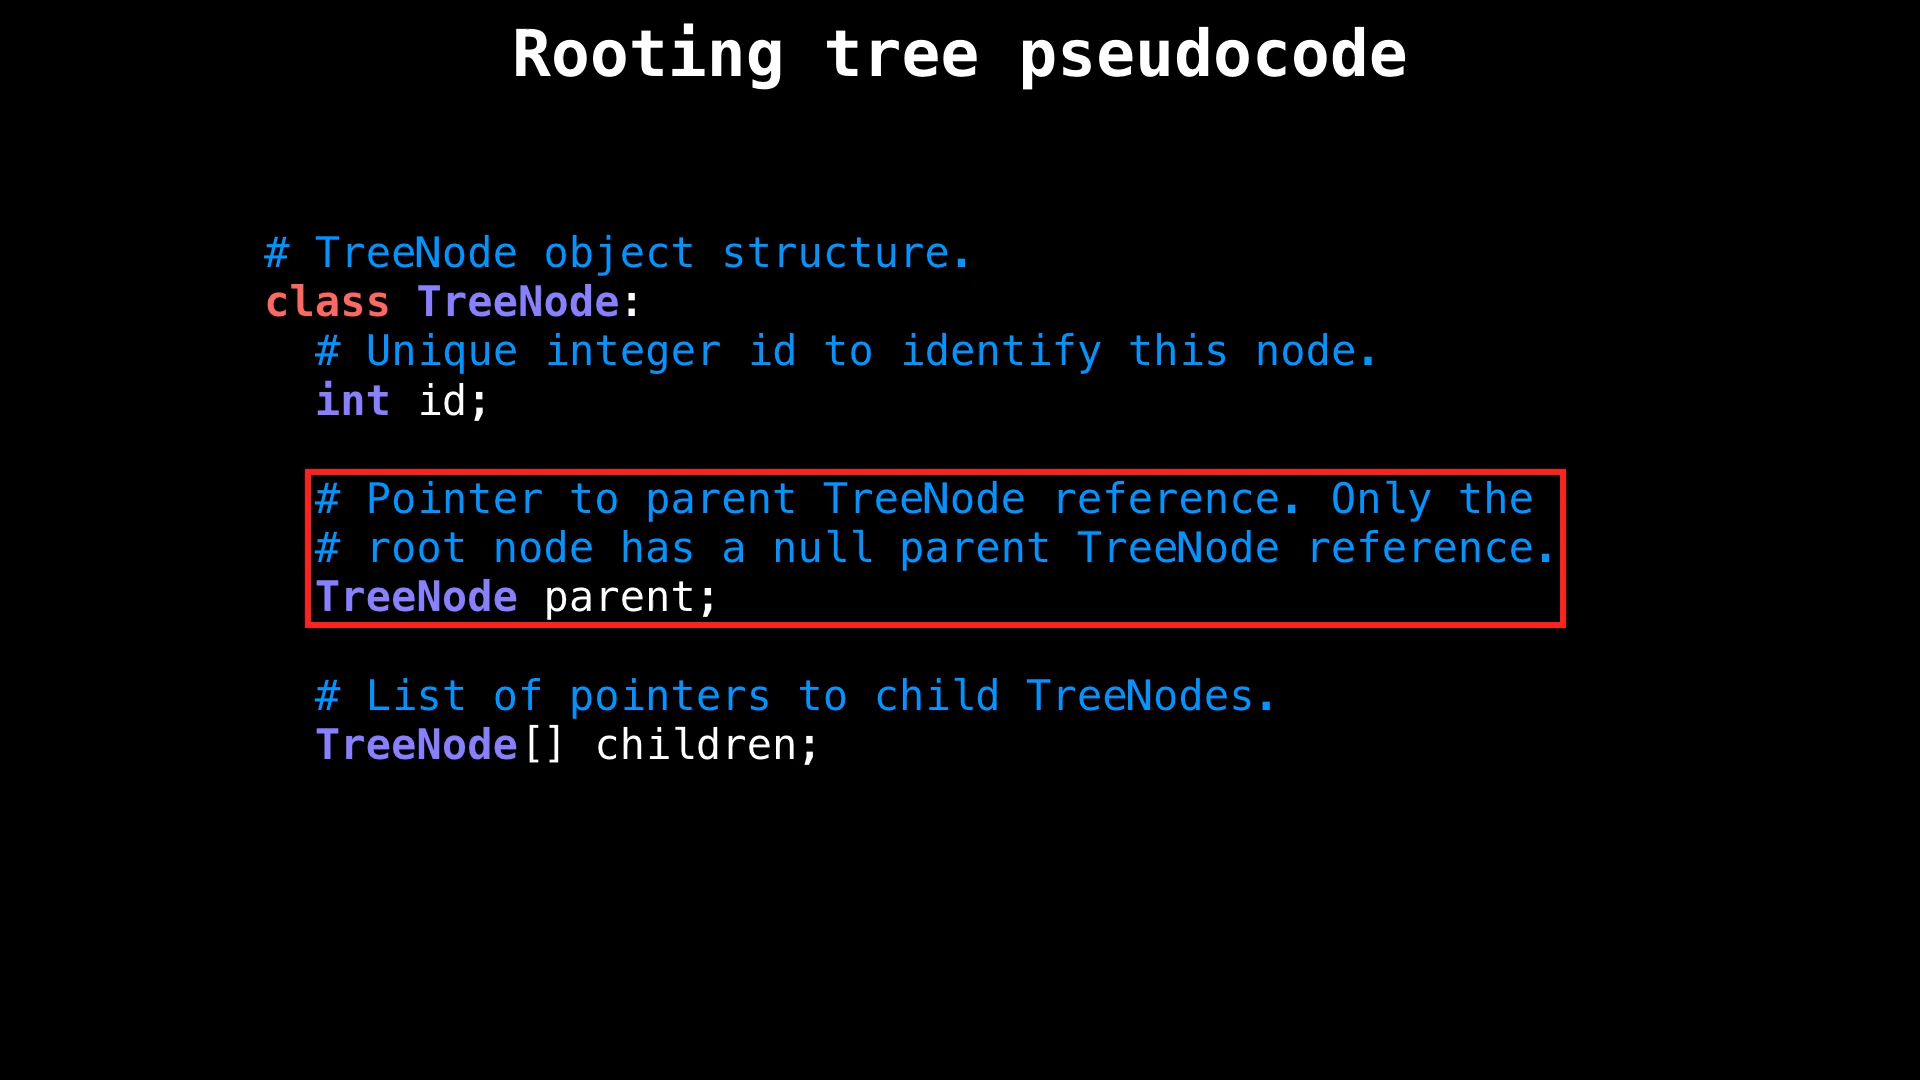 Rooting tree pseudocode
# TreeNode object structure.
class TreeNode:
# Unique integer id to identify this node.
int id;
# Pointer to parent TreeNode reference. Only the
# root node has a null parent TreeNode reference.
TreeNode parent;
# List of pointers to child TreeNodes.
TreeNode[] children;